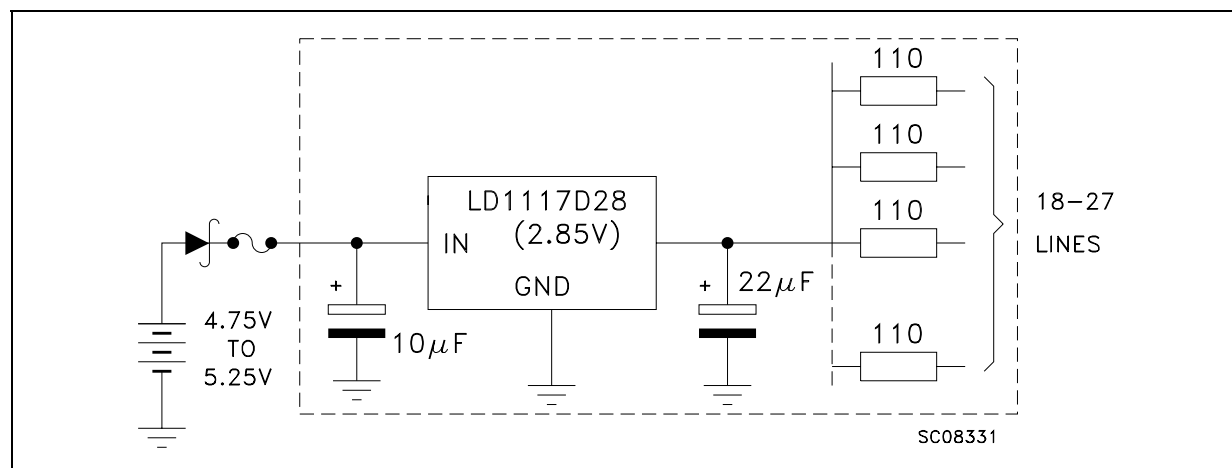 110
110
LD1117D28
(2.85V)
110
18-27
LINES
IN
GND
+
+
22μF
4.75V
TO
5.25V
10μF
110
SC08331